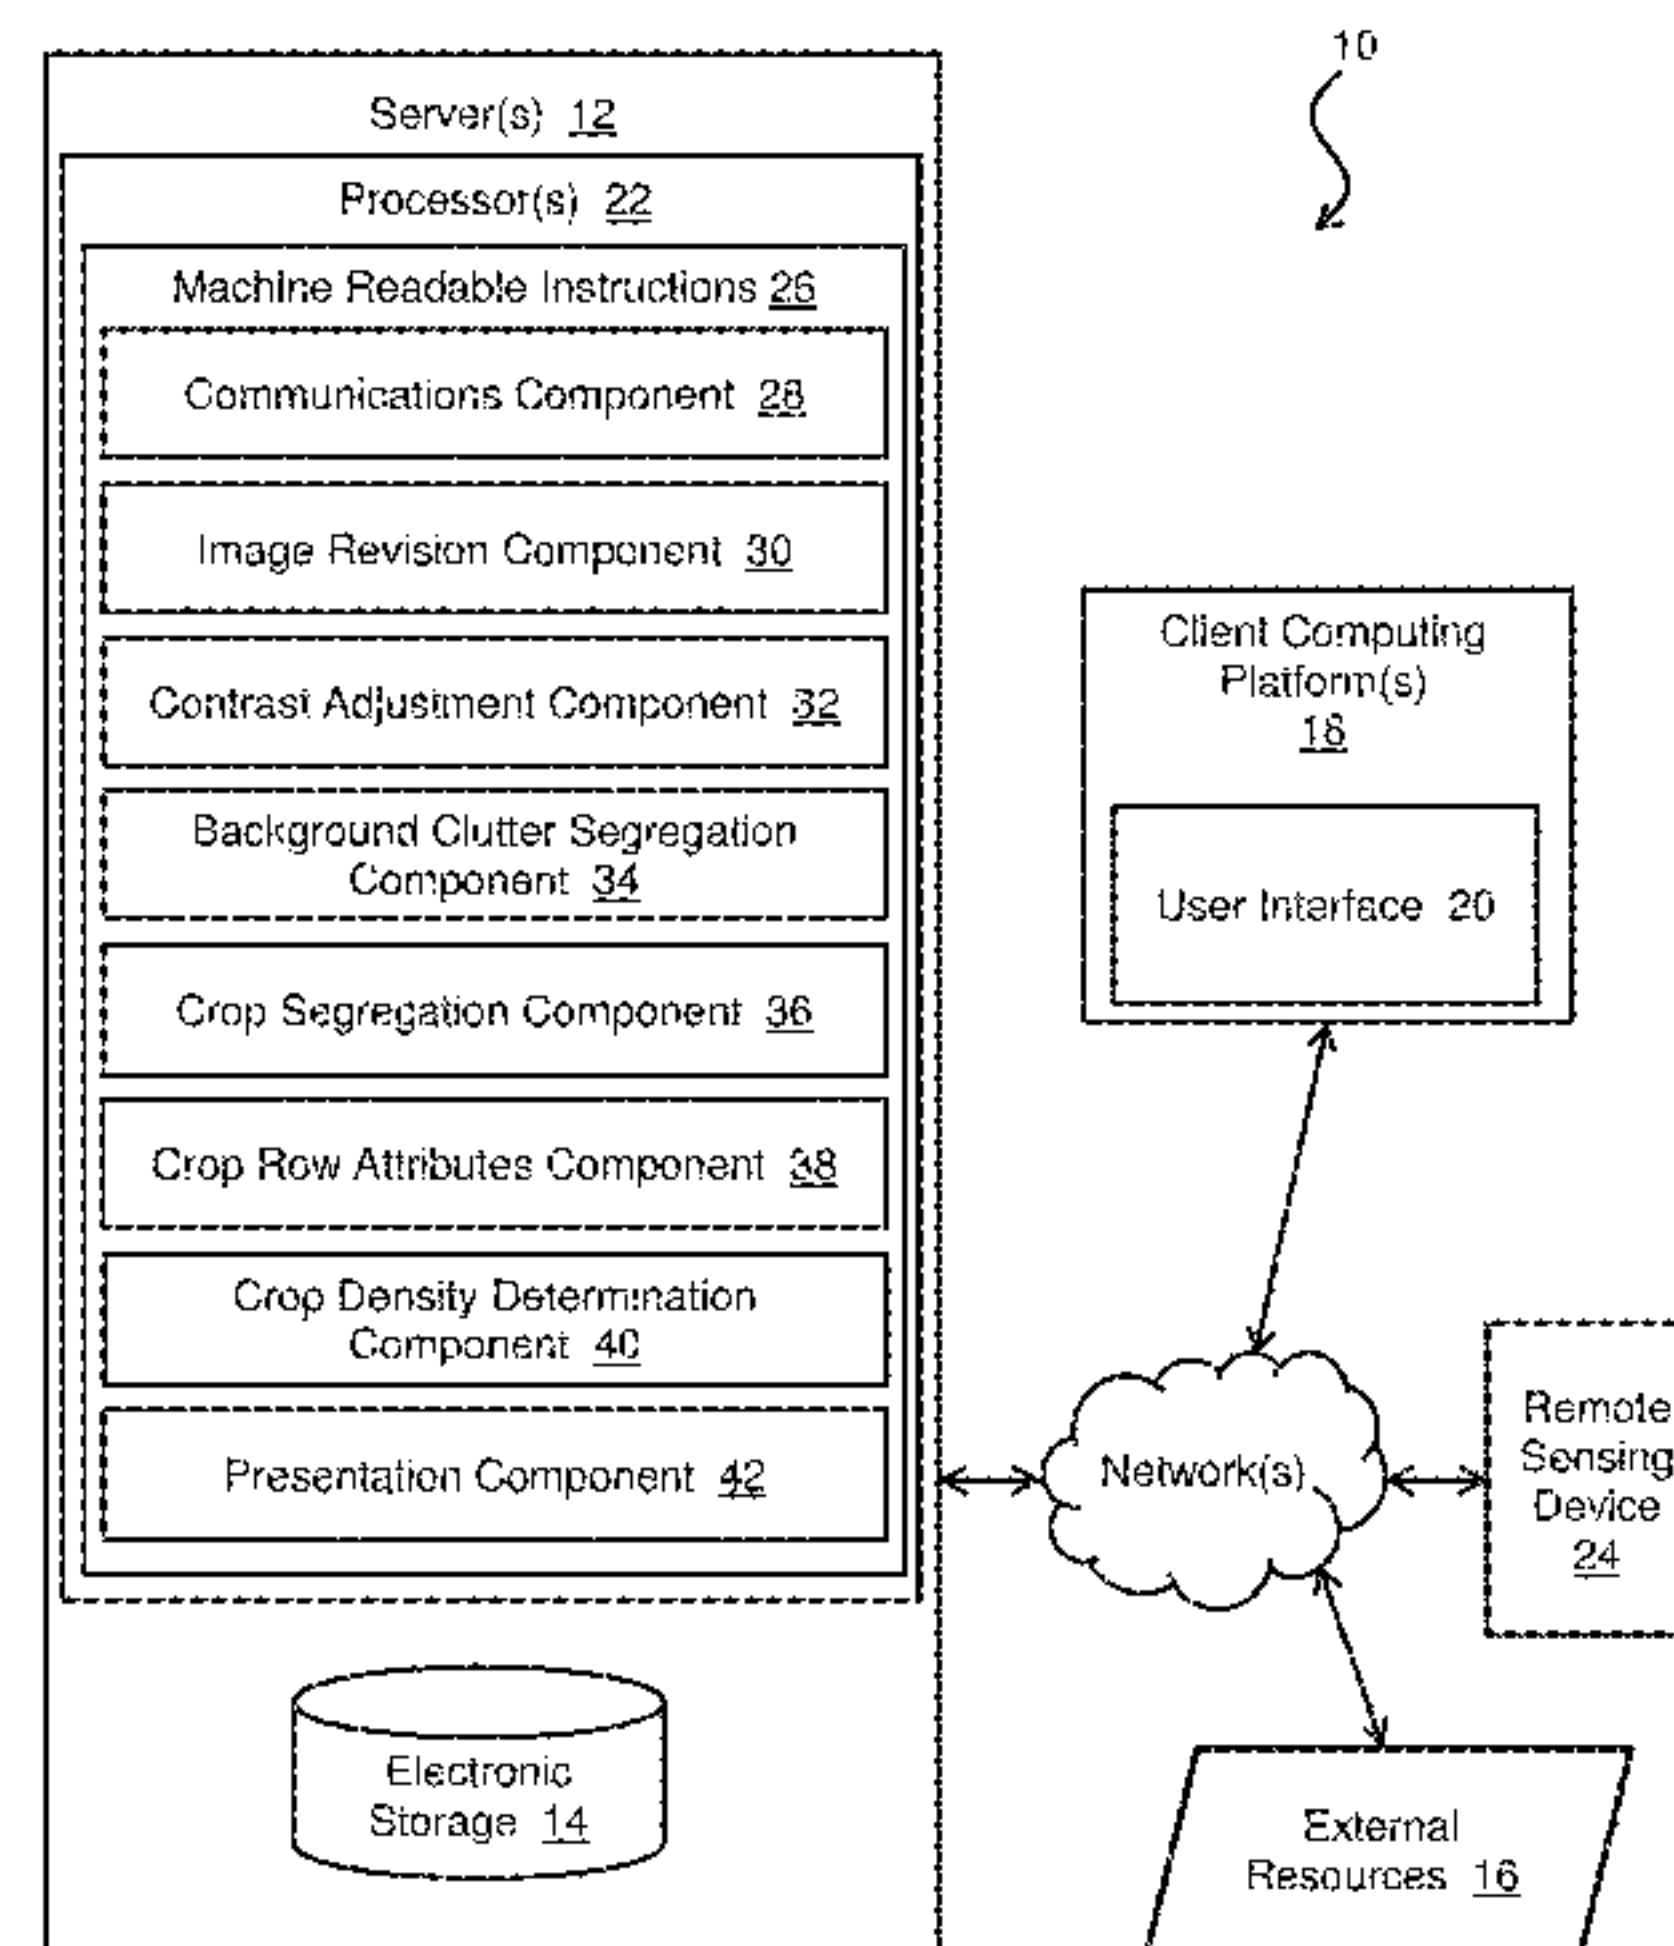 10
Server(s) 12
Processor(s) 22
Machine Readable Instructions 26
Communications Component 28
Image Revision Component 30
Contrast Adjustment Component 32
Background Clutter Segregation
Component 34
Crop Segregation Component 36
Crop Row Attributes Component 38
Crop Density Determination
Component 40
Presentation Component 42
Electronic
Storage 14
Client Computing
Platform(s)
18
User Interface 20
Network(s)
Remote
Sensing
Device
24
External
Resources 16